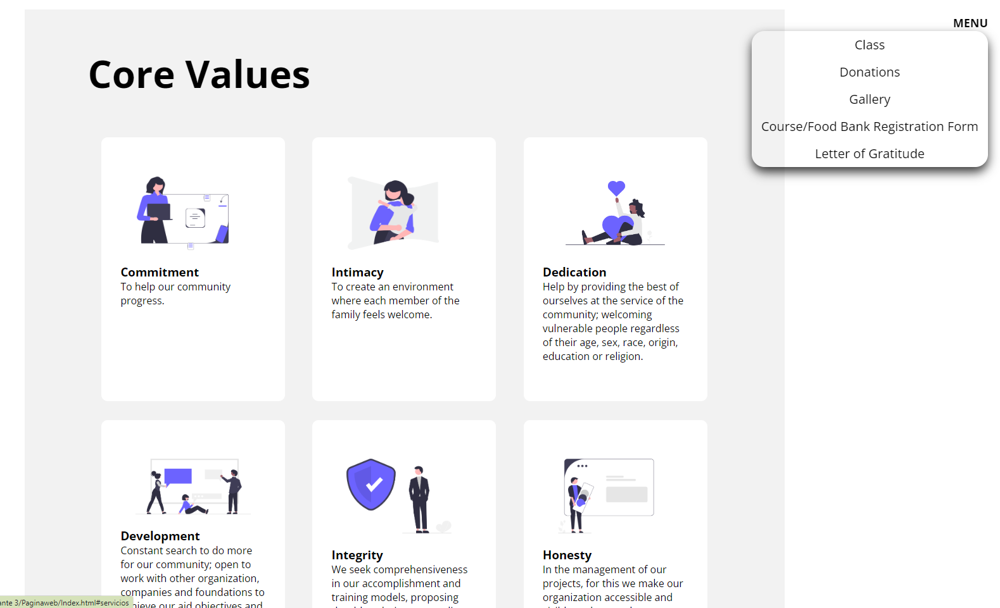 MENU
Class
Donations
Gallery
Course/Food Bank Registration Form
Letter of Gratitude
Core Values
Commitment
To help our community
progress.
Intimacy
To create an environment
where each member of the
family feels welcome.
Dedication
Help by providing the best of
ourselves at the service of the
community; welcoming
vulnerable people regardless
of their age, sex, race, origin,
education or religion.
Development
Constant search to do more
for our community; open to
work with other organization,
companies and foundations to
our aid objectives and
Integrity
We seek comprehensiveness
in our accomplishment and
training models, proposing
Honesty
In the management of our
projects, for this we make our
organization accessible and
ante 3/Paginaweb/Index.html#servicios